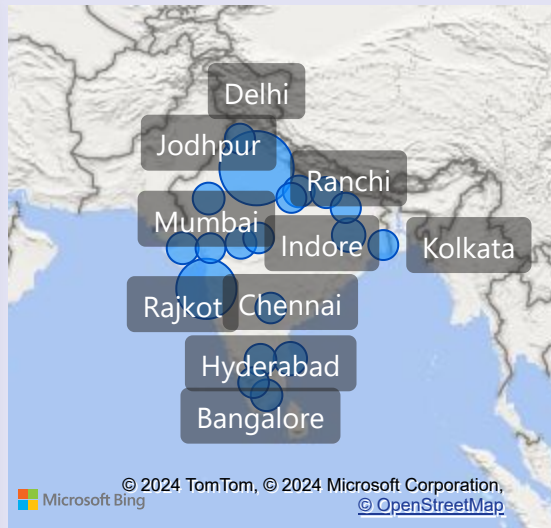 Delhi
Jodhpur
Ranchi
Mumbai
Indore
Kolkata
Rajkot
Chennai
Hyderabad
Bangalore
© 2024 TomTom, © 2024 Microsoft Corporation,
Microsoft Bing
© OpenStreetMap